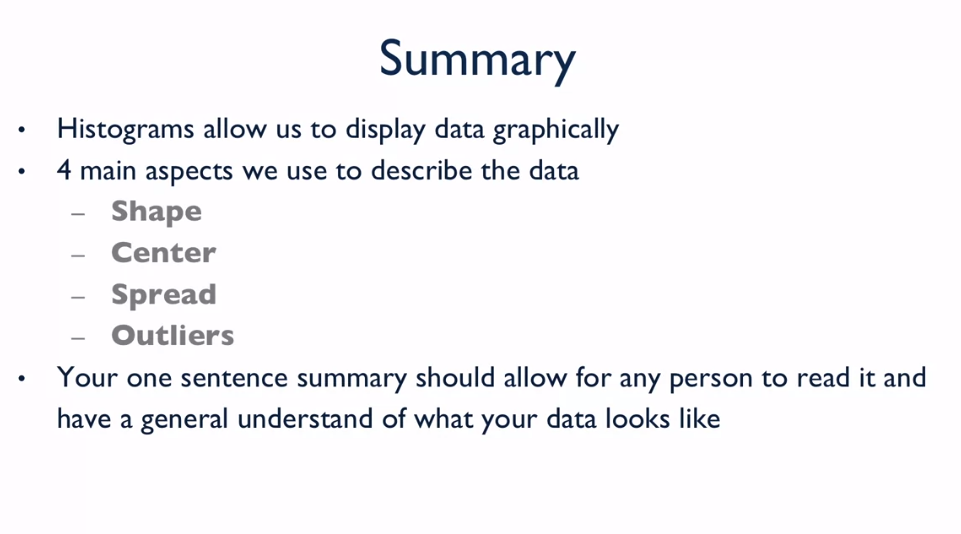 Summary
• Histograms allow us to display data graphically
• 4 main aspects we use to describe the data
– Shape
– Center
– Spread
– Outliers
• Your one sentence summary should allow for any person to read it and
have a general understand of what your data looks like